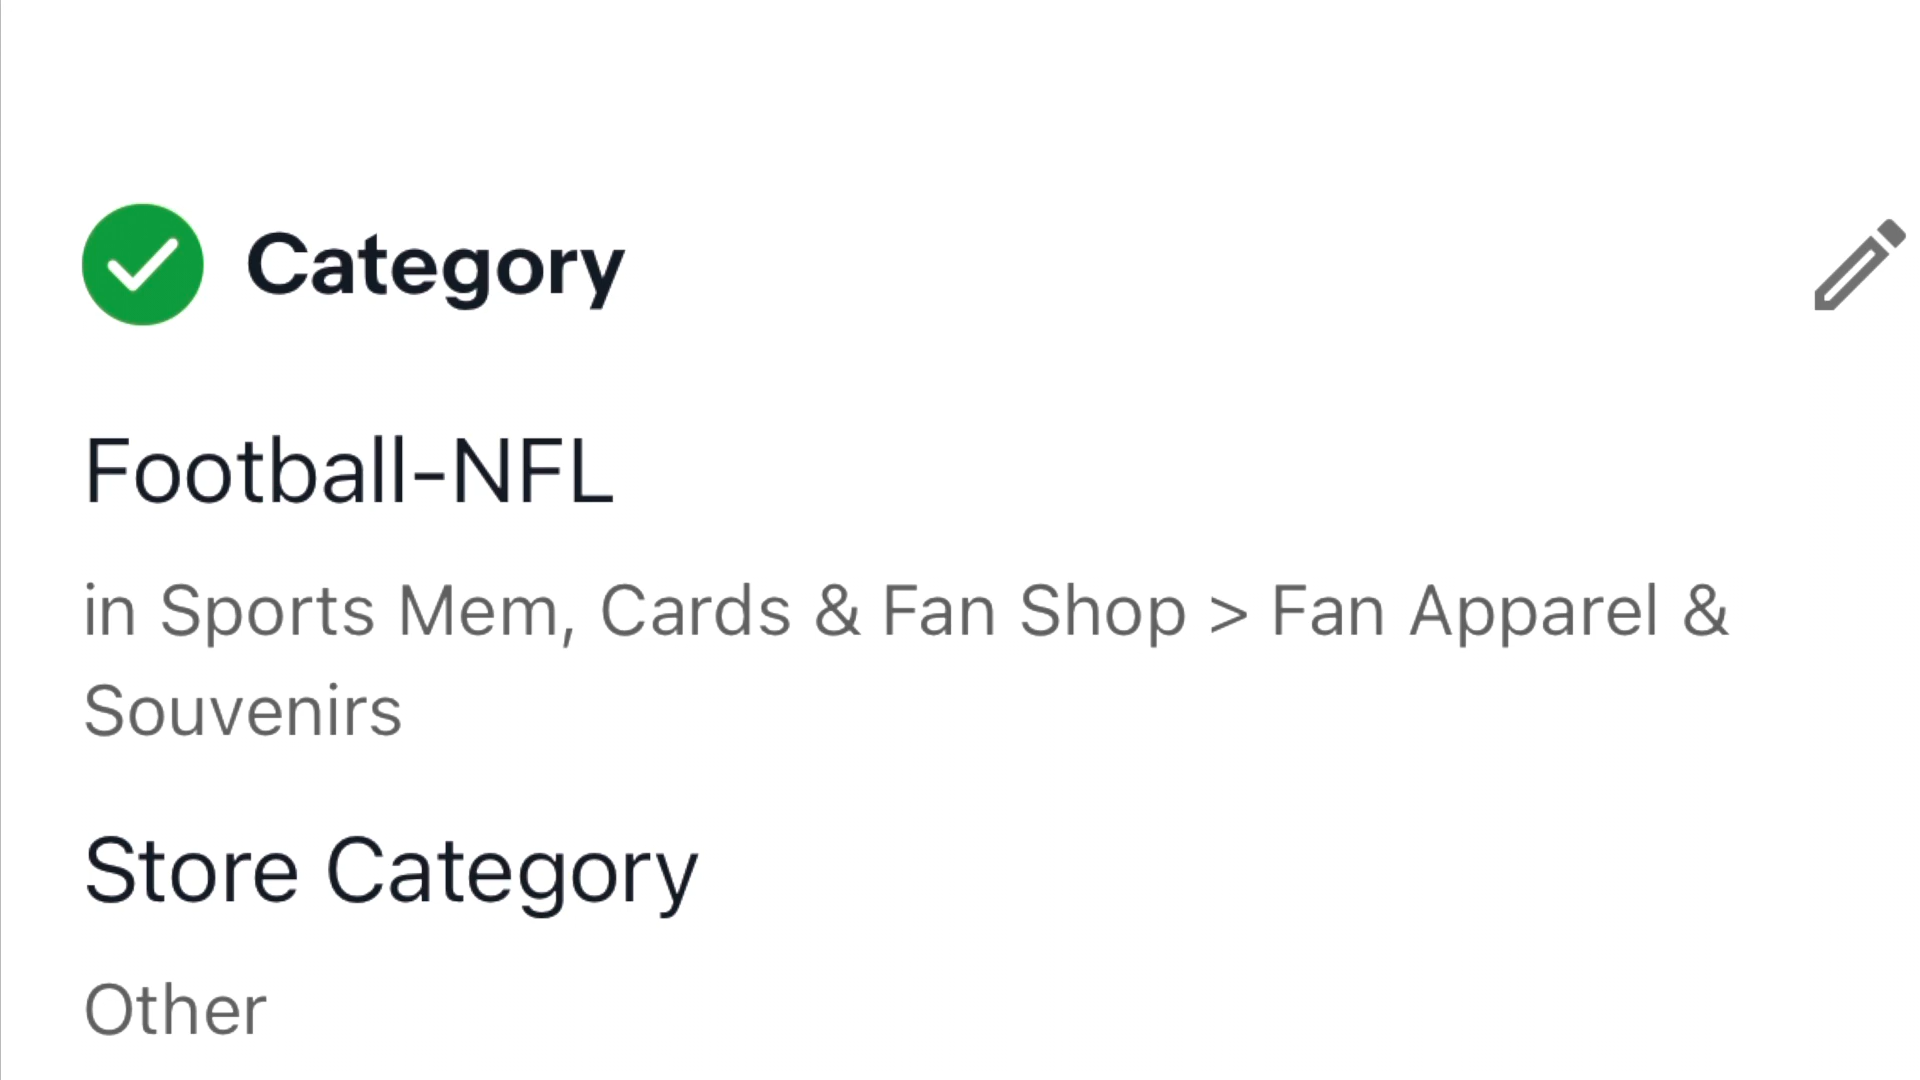 Category
Football-NFL
in Sports Mem, Cards & Fan Shop > Fan Apparel &
Souvenirs
Store Category
Other